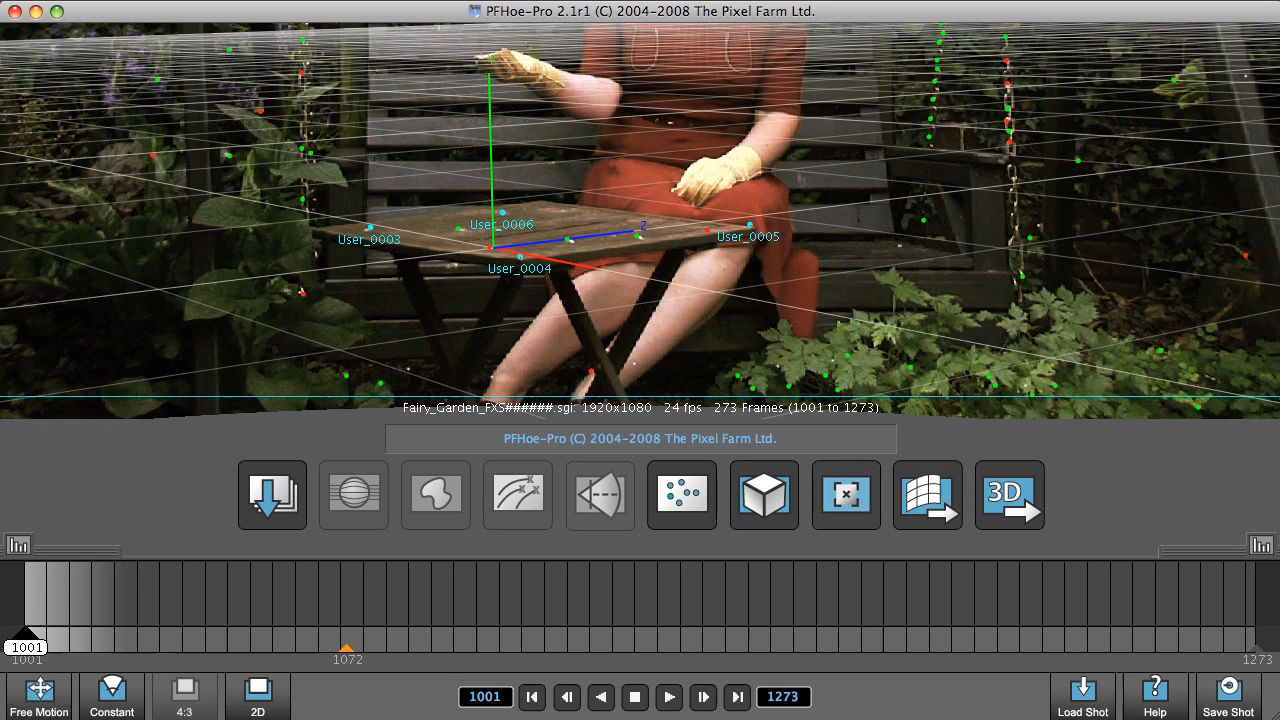 PFHoe-Pro 2.1r1 (C) 2004-2008 The Pixel Farm Ltd.
Z
User_0006
User_0003
User_0005
User_0004
X
Fairy_Garden_FXS###### sgi: 1920x1080 24 fps 273 Frames (1001 to 1273)
PFHoe-Pro (C) 2004-2008 The Pixel Farm Ltd.
3D
1001
1001
1072
1273
Free Motion
Constant
4:3
2D
1001
1273
Load Shot
Help
Save Shot